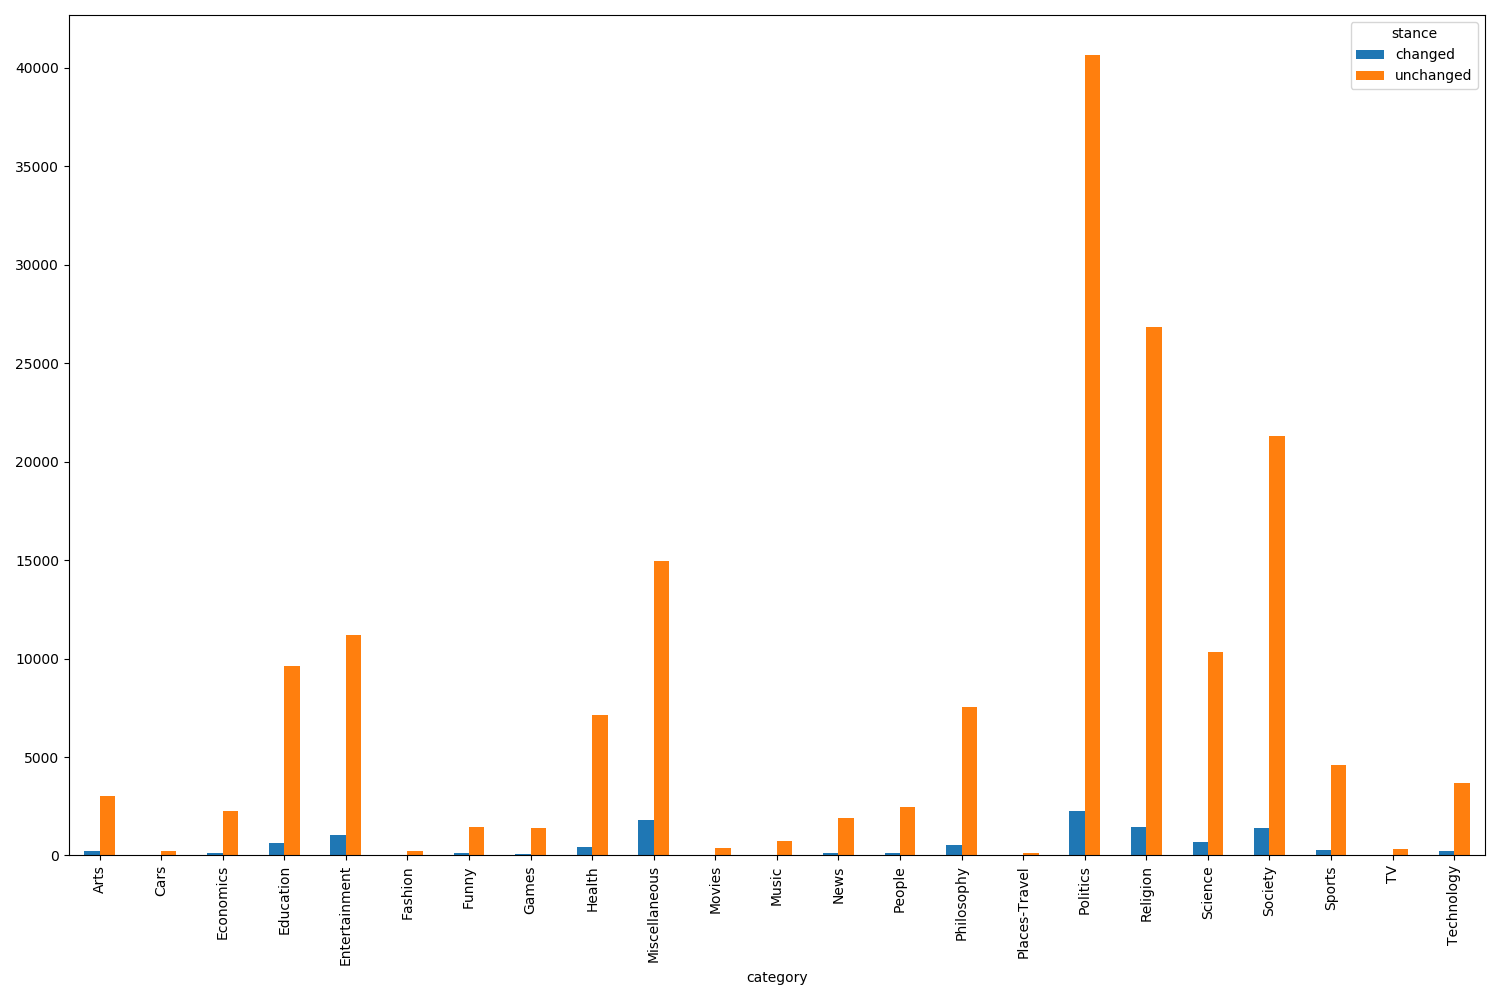 stance
changed
unchanged
40000
35000
30000
25000
20000
15000
10000
5000
0
Arts
Cars
Economics
Education
Entertainment
Fashion
Funny
Games
Health
Miscellaneous
Movies
Music
News
People
Philosophy
Places-Travel
Politics
Religion
Science
Society
Sports
TV
Technology
category